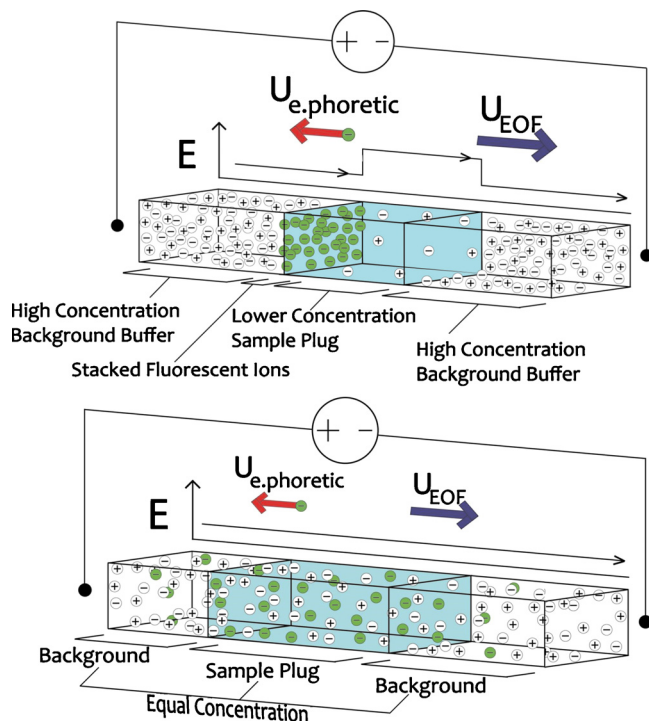 + −
U e.phoretic
U EOF
E
High Concentration
Background Buffer
Stacked Fluorescent Ions
Lower Concentration
Sample Plug
High Concentration
Background Buffer
+ −
U e.phoretic
U EOF
E
Background
Sample Plug
Background
Equal Concentration